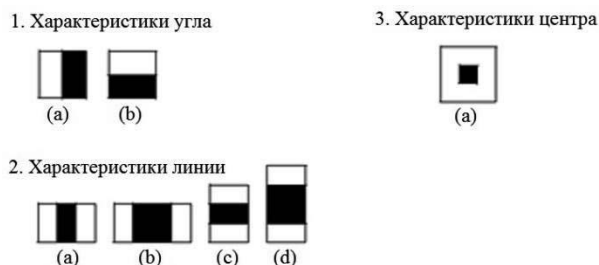 1. Характеристики угла
(a) (b)
3. Характеристики центра
(a)
2. Характеристики линии
(a) (b) (c) (d)